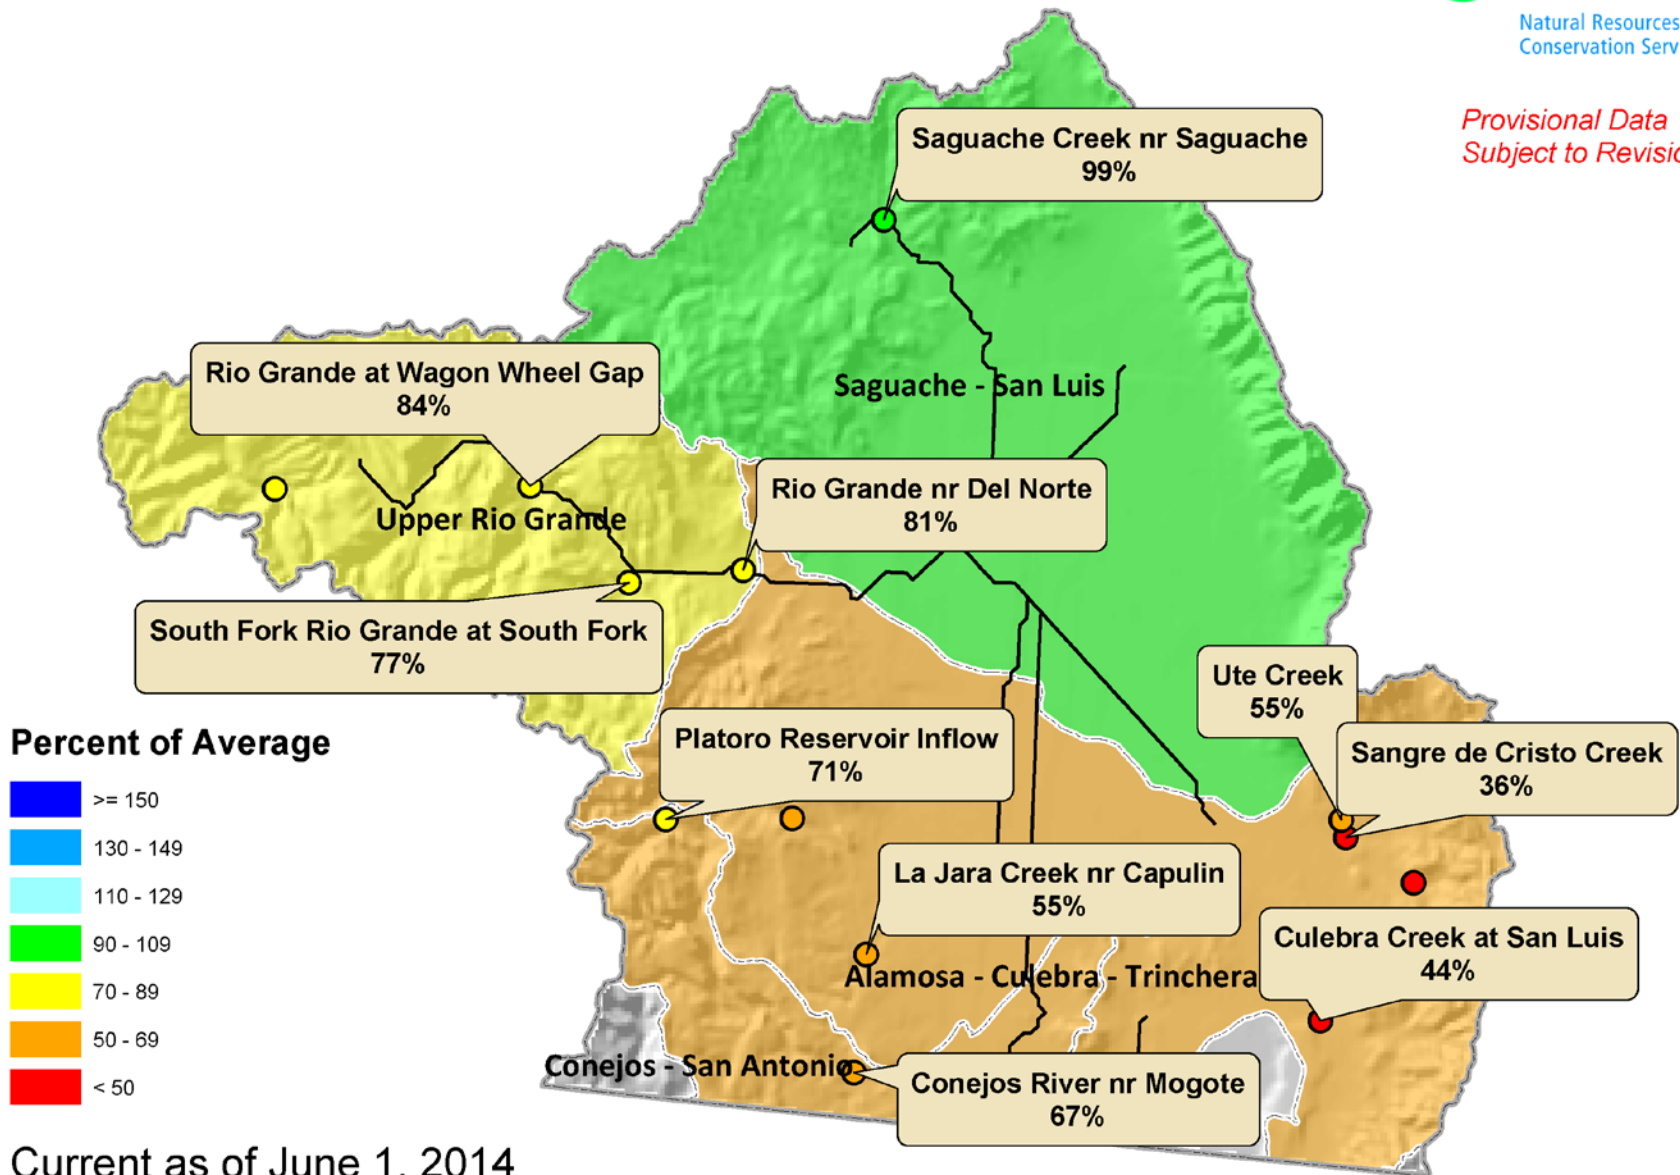 Natural Resources
Conservation Serv
Provisional Data
Subject to Revisio
Saguache Creek nr Saguache
99%
Rio Grande at Wagon Wheel Gap
84%
Saguache - San Luis
Rio Grande nr Del Norte
81%
Upper Rio Grande
South Fork Rio Grande at South Fork
77%
Ute Creek
55%
Platoro Reservoir Inflow
71%
Sangre de Cristo Creek
36%
La Jara Creek nr Capulin
55%
Culebra Creek at San Luis
44%
Alamosa - Culebra - Trinchera
Conejos - San Antonio
Conejos River nr Mogote
67%
Percent of Average
>= 150
130 - 149
110 - 129
90 - 109
70 - 89
50 - 69
< 50
Current as of June 1, 2014